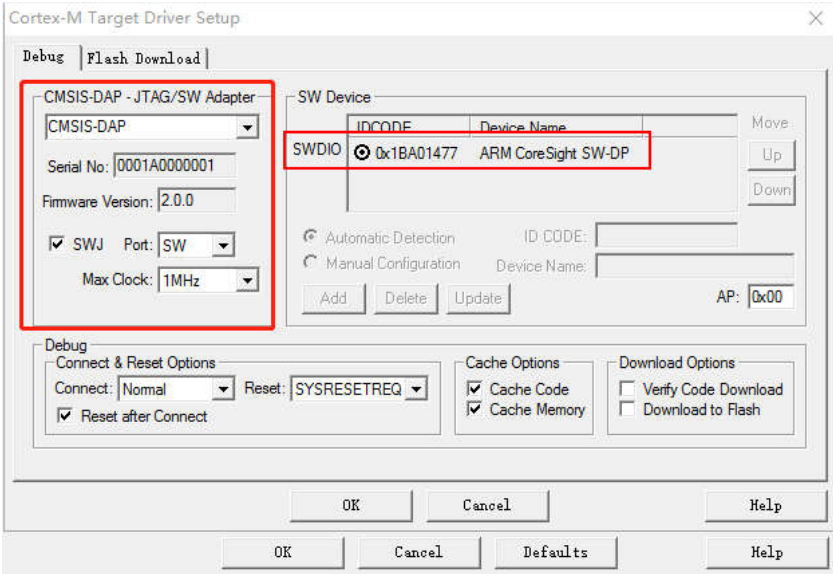 Cortex-M Target Driver Setup
Debug
Flash Download
CMSIS-DAP - JTAG/SW Adapter
CMSIS-DAP
Serial No: 0001A0000001
Firmware Version: 2.0.0
SWJ Port: SW
Max Clock: 1MHz
SW Device
IDCODE Device Name
SWDIO 0x1BA01477 ARM CoreSight SW-DP
Move
Up
Down
Automatic Detection ID CODE:
Manual Configuration Device Name:
Add Delete Update AP: 0x00
Debug
Connect & Reset Options
Connect: Normal Reset: SYSRESETREQ
Reset after Connect
Cache Options
Cache Code
Cache Memory
Download Options
Verify Code Download
Download to Flash
OK Cancel Help
OK Cancel Defaults Help